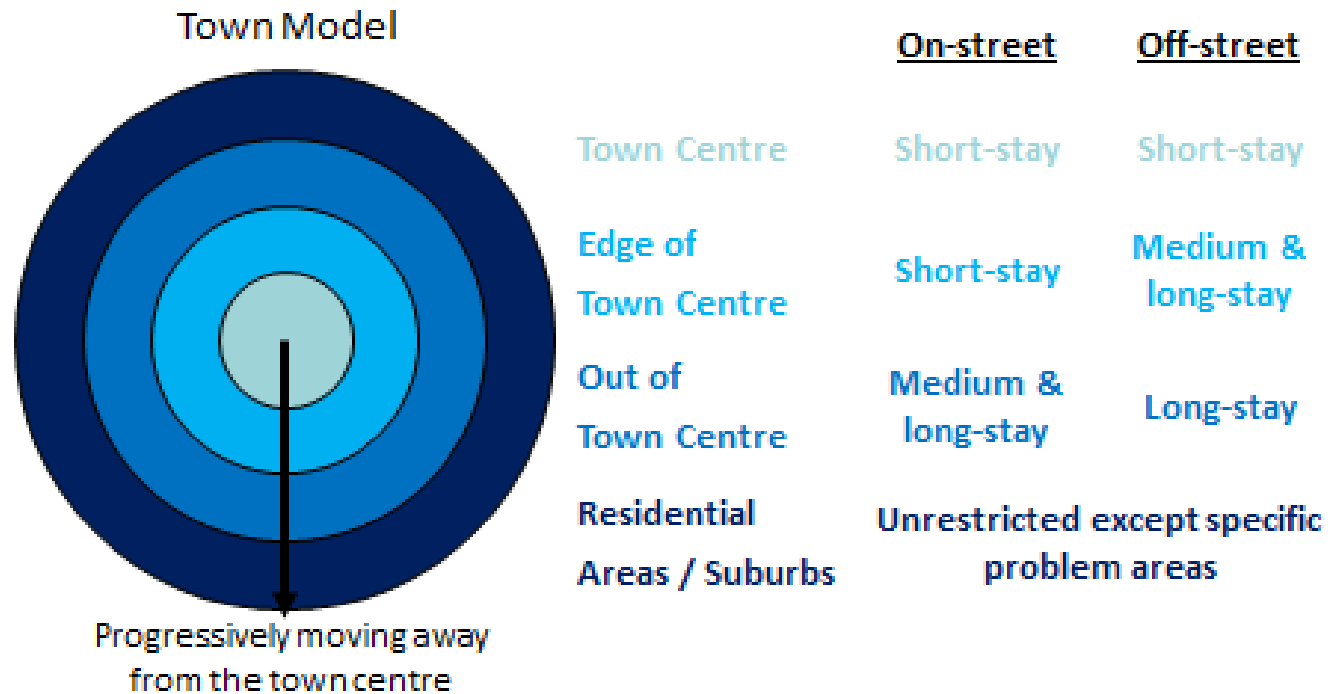 Town Model
On-street Off-street
Town Centre Short-stay Short-stay
Edge of
Town Centre
Short-stay
Medium &
long-stay
Out of
Town Centre
Medium &
long-stay
Long-stay
Residential
Areas / Suburbs
Unrestricted except specific
problem areas
Progressively moving away
from the town centre